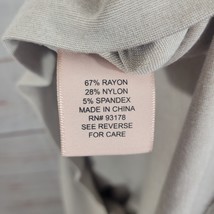 67% RAYON
28% NYLON
5% SPANDEX
MADE IN CHINA
RN# 93178
SEE REVERSE
FOR CARE